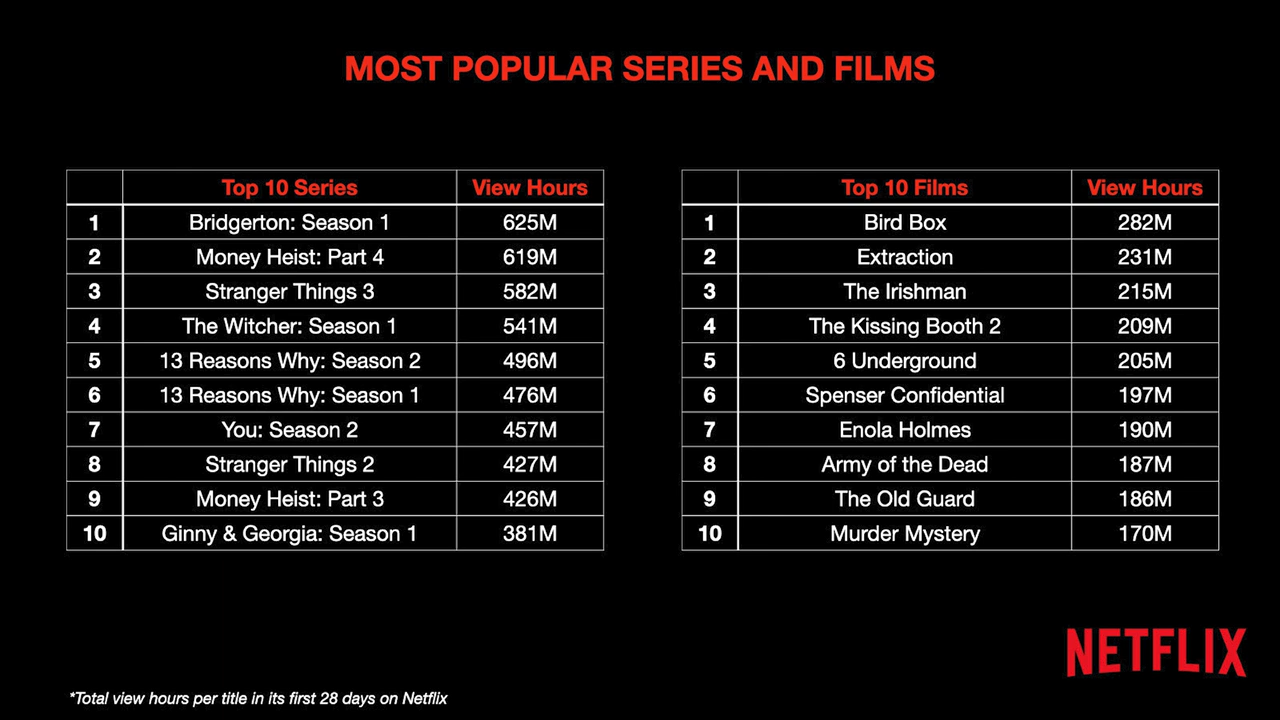 MOST POPULAR SERIES AND FILMS
Top 10 Series View Hours
1 Bridgerton: Season 1 625M
2 Money Heist: Part 4 619M
3 Stranger Things 3 582M
4 The Witcher: Season 1 541M
5 13 Reasons Why: Season 2 496M
6 13 Reasons Why: Season 1 476M
7 You: Season 2 457M
8 Stranger Things 2 427M
9 Money Heist: Part 3 426M
10 Ginny & Georgia: Season 1 381M
Top 10 Films View Hours
1 Bird Box 282M
2 Extraction 231M
3 The Irishman 215M
4 The Kissing Booth 2 209M
5 6 Underground 205M
6 Spenser Confidential 197M
7 Enola Holmes 190M
8 Army of the Dead 187M
9 The Old Guard 186M
10 Murder Mystery 170M
NETFLIX
*Total view hours per title in its first 28 days on Netflix